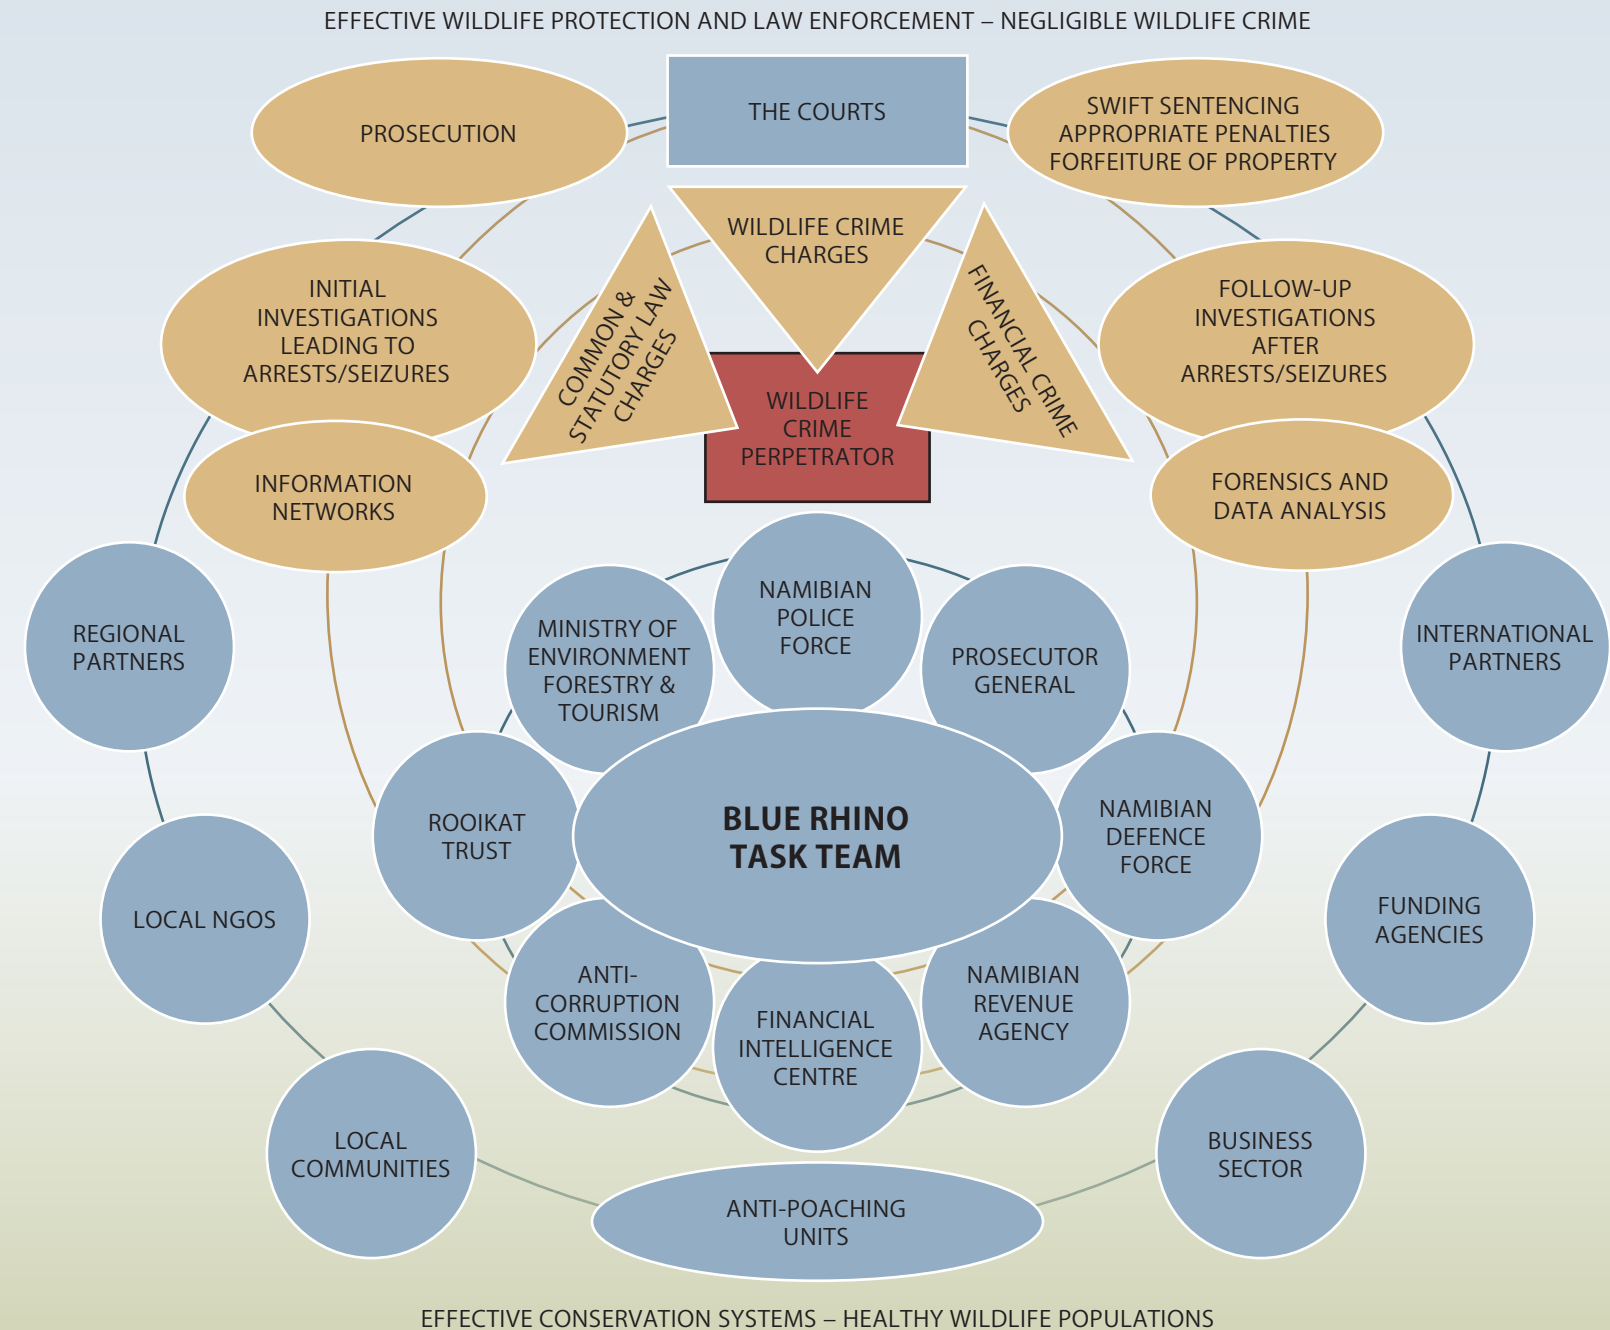 EFFECTIVE WILDLIFE PROTECTION AND LAW ENFORCEMENT – NEGLIGIBLE WILDLIFE CRIME
PROSECUTION
THE COURTS
SWIFT SENTENCING
APPROPRIATE PENALTIES
FORFEITURE OF PROPERTY
INITIAL
INVESTIGATIONS
LEADING TO
ARRESTS/SEIZURES
COMMON &
STATUTORY LAW
CHARGES
WILDLIFE CRIME
CHARGES
FINANCIAL CRIME
CHARGES
FOLLOW-UP
INVESTIGATIONS
AFTER
ARRESTS/SEIZURES
WILDLIFE
CRIME
PERPETRATOR
INFORMATION
NETWORKS
FORENSICS AND
DATA ANALYSIS
REGIONAL
PARTNERS
MINISTRY OF
ENVIRONMENT
FORESTRY &
TOURISM
NAMIBIAN
POLICE
FORCE
PROSECUTOR
GENERAL
INTERNATIONAL
PARTNERS
ROOIKAT
TRUST
BLUE RHINO
TASK TEAM
NAMIBIAN
DEFENCE
FORCE
LOCAL NGOS
FUNDING
AGENCIES
ANTI-
CORRUPTION
COMMISSION
FINANCIAL
INTELLIGENCE
CENTRE
NAMIBIAN
REVENUE
AGENCY
LOCAL
COMMUNITIES
BUSINESS
SECTOR
ANTI-POACHING
UNITS
EFFECTIVE CONSERVATION SYSTEMS – HEALTHY WILDLIFE POPULATIONS